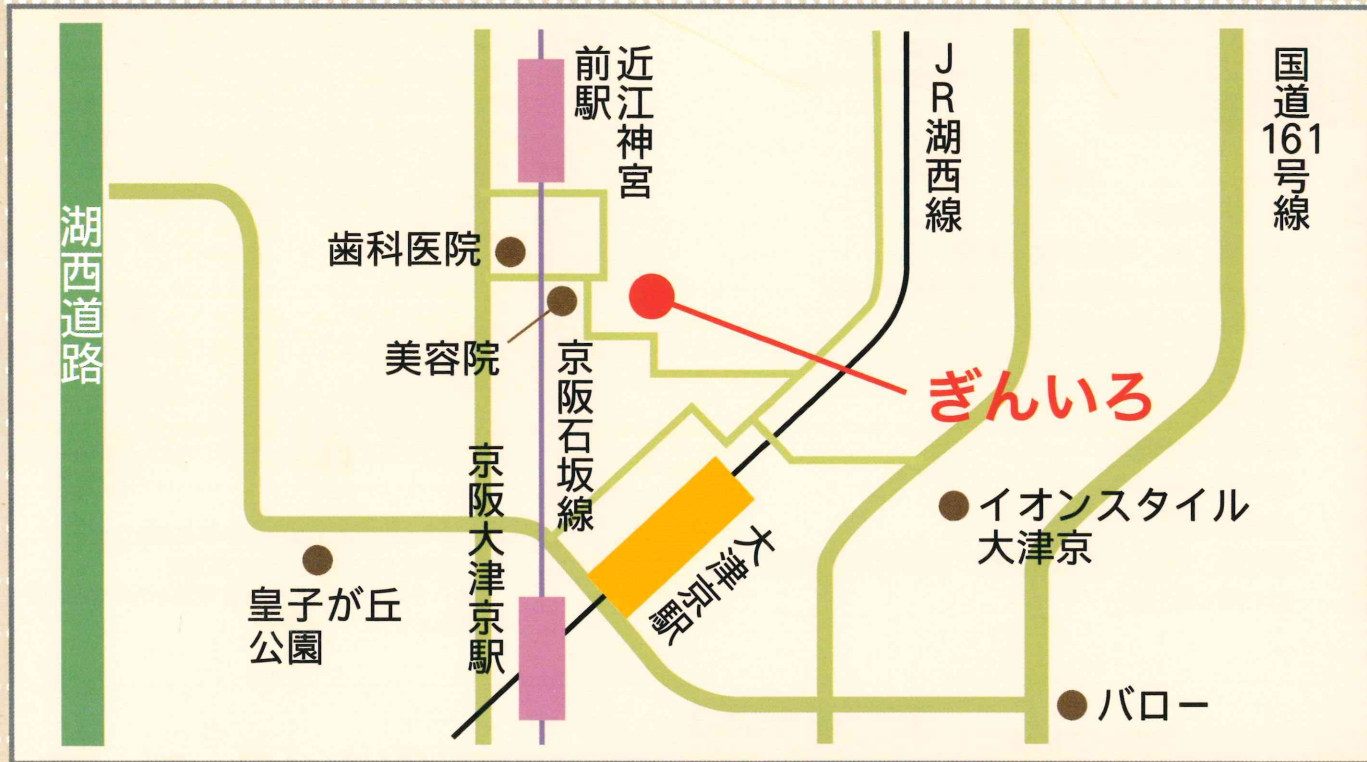 湖西道路
近江神宮
前駅
歯科医院
美容院
京阪石坂線
京阪大津京駅
皇子が丘
公園
JR湖西線
国道161号線
ぎんいろ
大津京駅
イオンスタイル
大津京
バロー